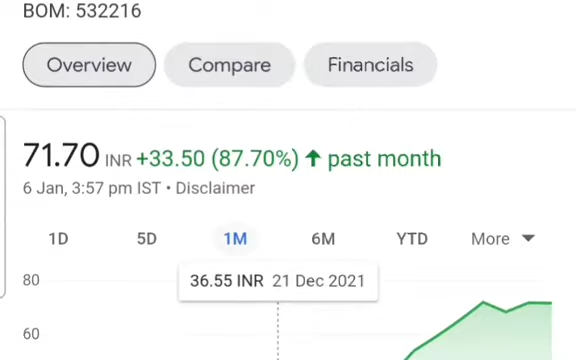 BOM: 532216
Overview Compare Financials
71.70 INR +33.50 (87.70%) ↑ past month
6 Jan, 3:57 pm IST • Disclaimer
1D 5D 1M 6M YTD More
36.55 INR 21 Dec 2021
80
60